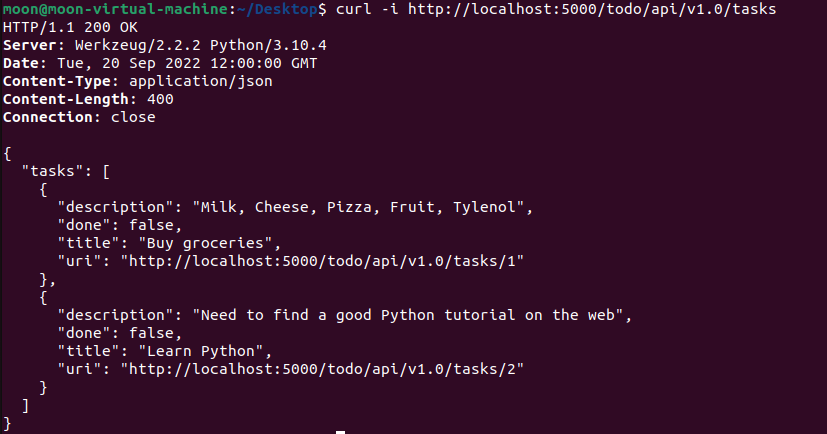 moon@moon-virtual-machine:~/Desktop$ curl -i http://localhost:5000/todo/api/v1.0/tasks
HTTP/1.1 200 OK
Server: Werkzeug/2.2.2 Python/3.10.4
Date: Tue, 20 Sep 2022 12:00:00 GMT
Content-Type: application/json
Content-Length: 400
Connection: close

{
  "tasks": [
    {
      "description": "Milk, Cheese, Pizza, Fruit, Tylenol",
      "done": false,
      "title": "Buy groceries",
      "uri": "http://localhost:5000/todo/api/v1.0/tasks/1"
    },
    {
      "description": "Need to find a good Python tutorial on the web",
      "done": false,
      "title": "Learn Python",
      "uri": "http://localhost:5000/todo/api/v1.0/tasks/2"
    }
  ]
}